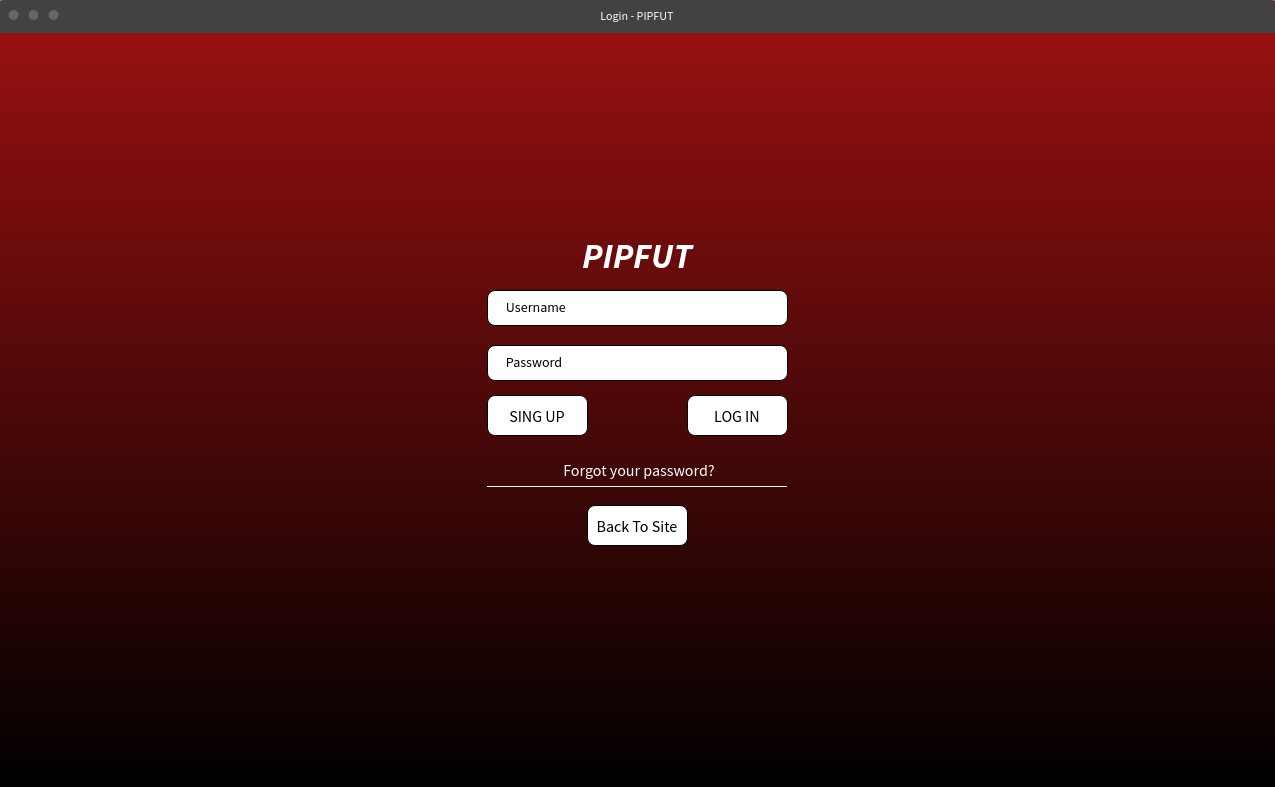 Login - PIPFUT
PIPFUT
Username
Password
SING UP
LOG IN
Forgot your password?
Back To Site